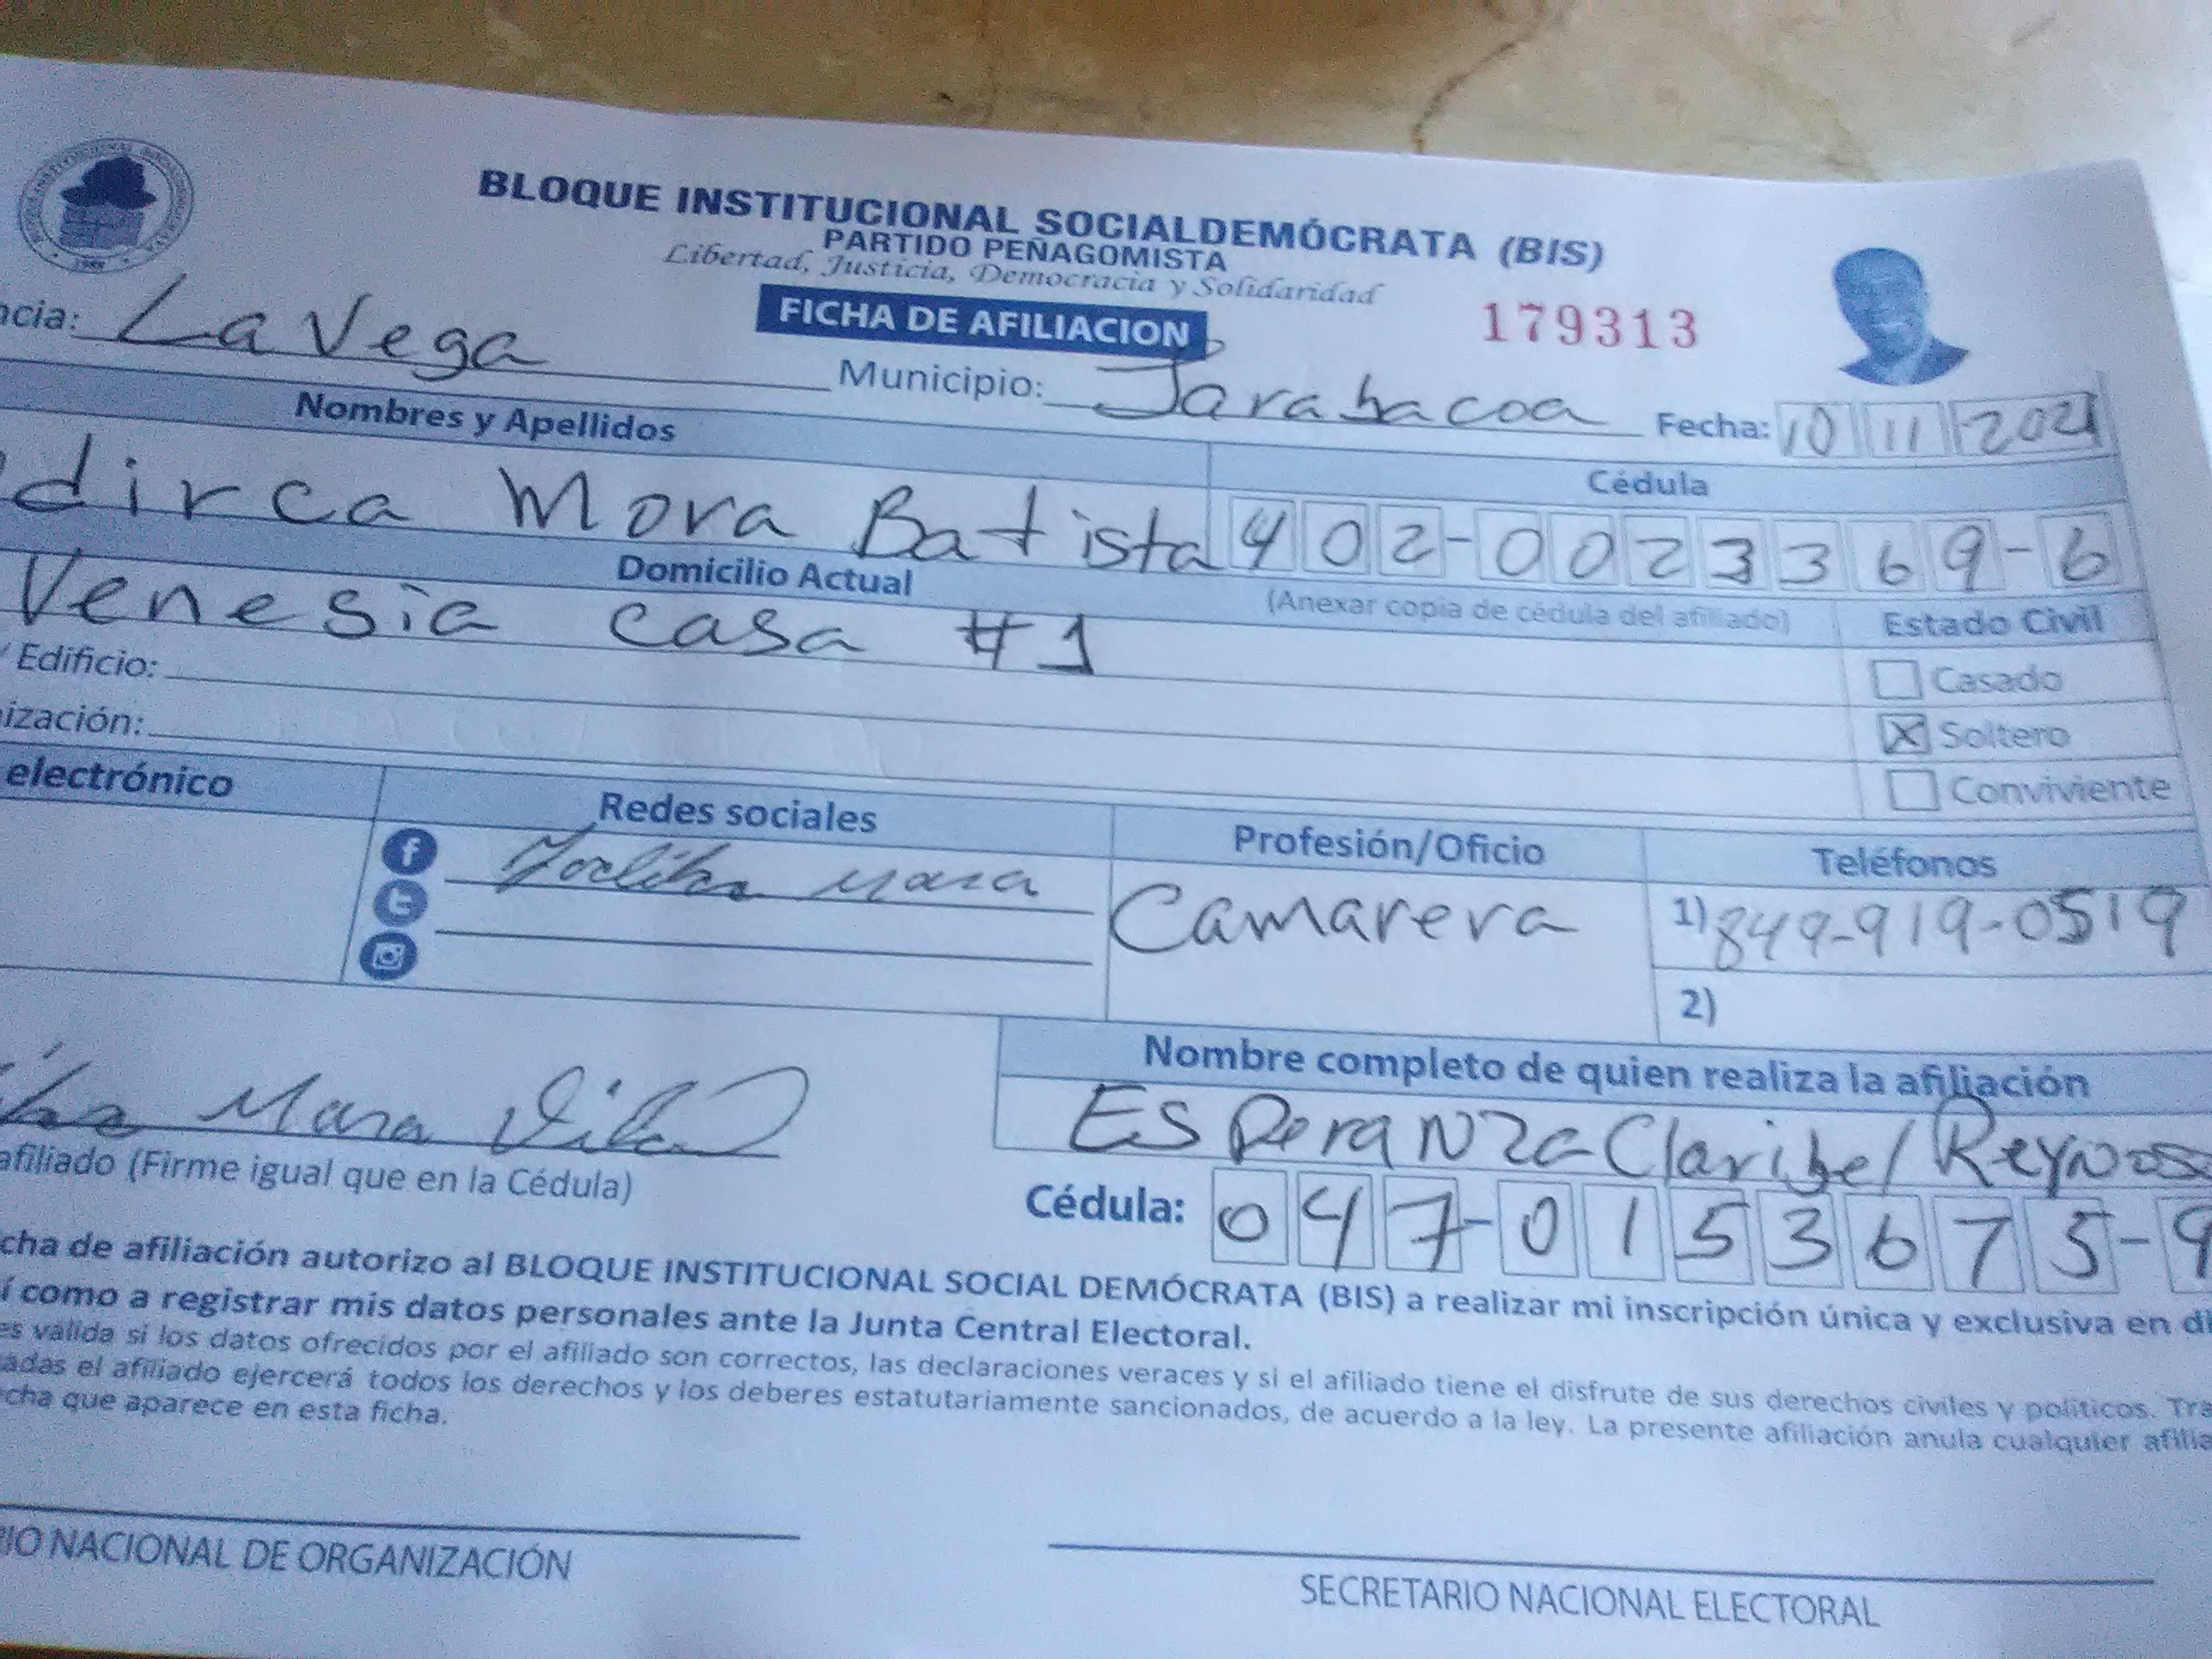 BLOQUE INSTITUCIONAL SOCIALDEMÓCRATA (BIS)
PARTIDO PEÑAGOMISTA
Libertad, Justicia, Democracia y Solidaridad
FICHA DE AFILIACION
179313
ncia: La Vega
Municipio: Jarabacoa
Fecha: 10 11 2021
Nombres y Apellidos
Cédula
dirca Mora Batista 402-0023369-6
Domicilio Actual
(Anexar copia de cédula del afiliado)
Estado Civil
Venesia casa #1
Edificio:
Casado
ización:
X Soltero
Conviviente
electrónico
Redes sociales
Profesión/Oficio
Teléfonos
Mara
Camarera
1) 849-919-0519
2)
Nombre completo de quien realiza la afiliación
Mara
Esperanza Claribel Reynoso
afiliado (Firme igual que en la Cédula)
Cédula: 047-0153675-9
cha de afiliación autorizo al BLOQUE INSTITUCIONAL SOCIAL DEMÓCRATA (BIS) a realizar mi inscripción única y exclusiva en di
í como a registrar mis datos personales ante la Junta Central Electoral.
es válida si los datos ofrecidos por el afiliado son correctos, las declaraciones veraces y si el afiliado tiene el disfrute de sus derechos civiles y políticos. Tra
adas el afiliado ejercerá todos los derechos y los deberes estatutariamente sancionados, de acuerdo a la ley. La presente afiliación anula cualquier afilia
cha que aparece en esta ficha.
RIO NACIONAL DE ORGANIZACIÓN
SECRETARIO NACIONAL ELECTORAL